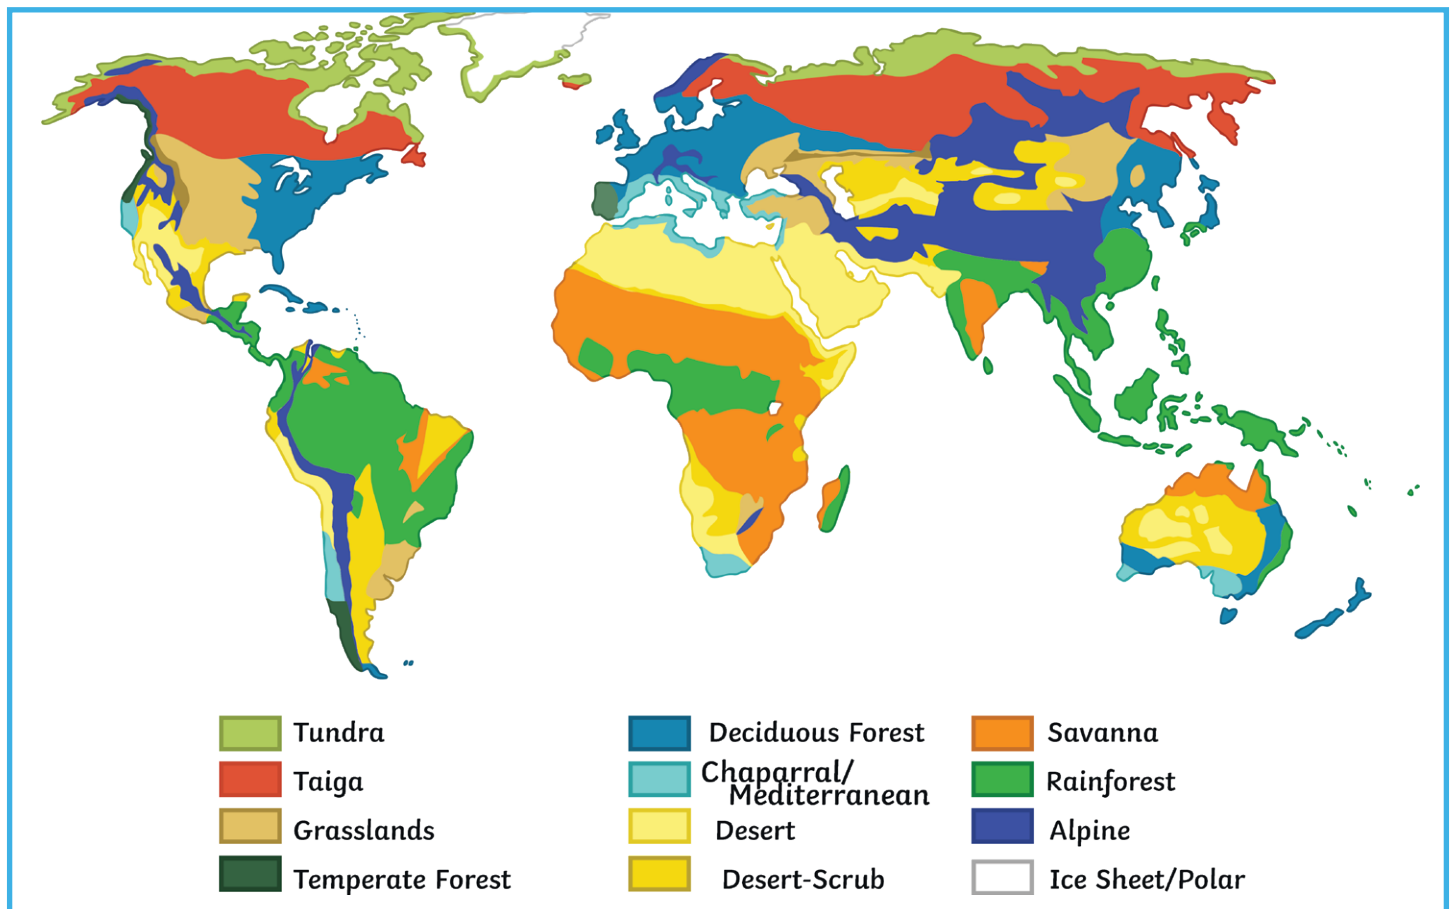 Tundra
Taiga
Grasslands
Temperate Forest
Deciduous Forest
Chaparral/
Mediterranean
Desert
Desert-Scrub
Savanna
Rainforest
Alpine
Ice Sheet/Polar